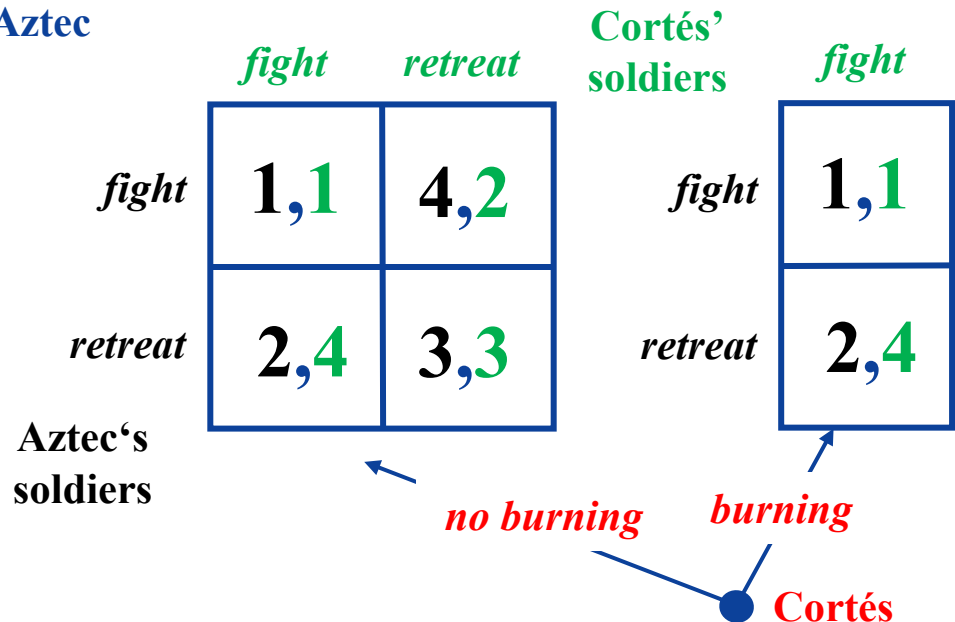 Aztec
Cortés’
soldiers
fight retreat fight
fight 1,1 4,2 fight 1,1
retreat 2,4 3,3 retreat 2,4
Aztec‘s
soldiers
no burning burning
Cortés